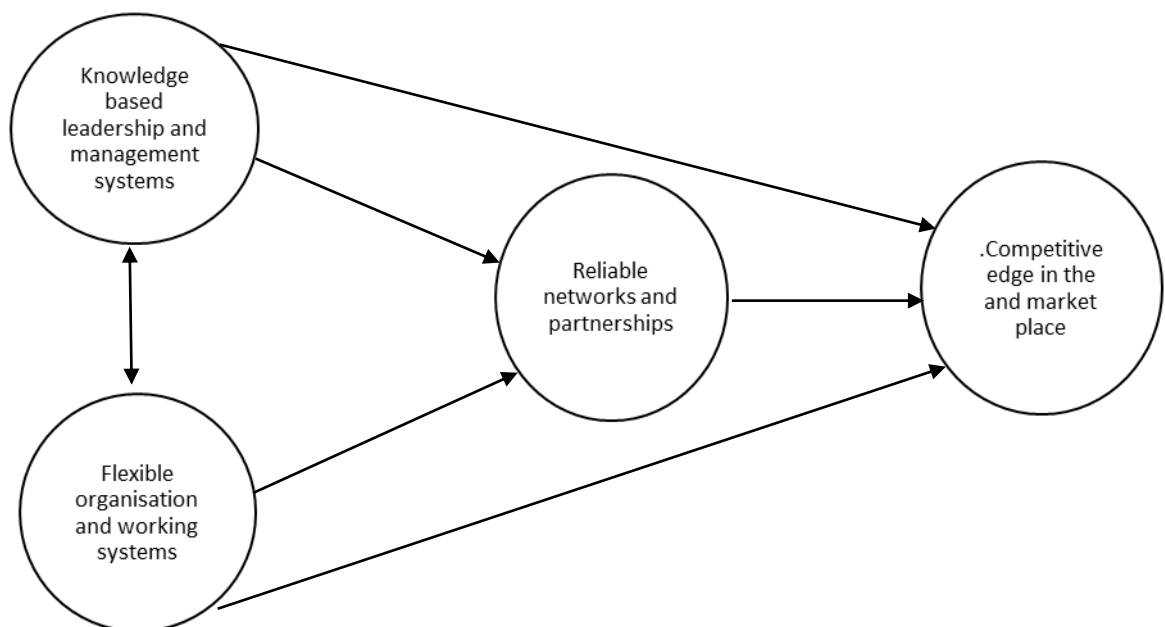 Knowledge
based
leadership and
management
systems
Reliable
networks and
partnerships
.Competitive
edge in the
and market
place
Flexible
organisation
and working
systems